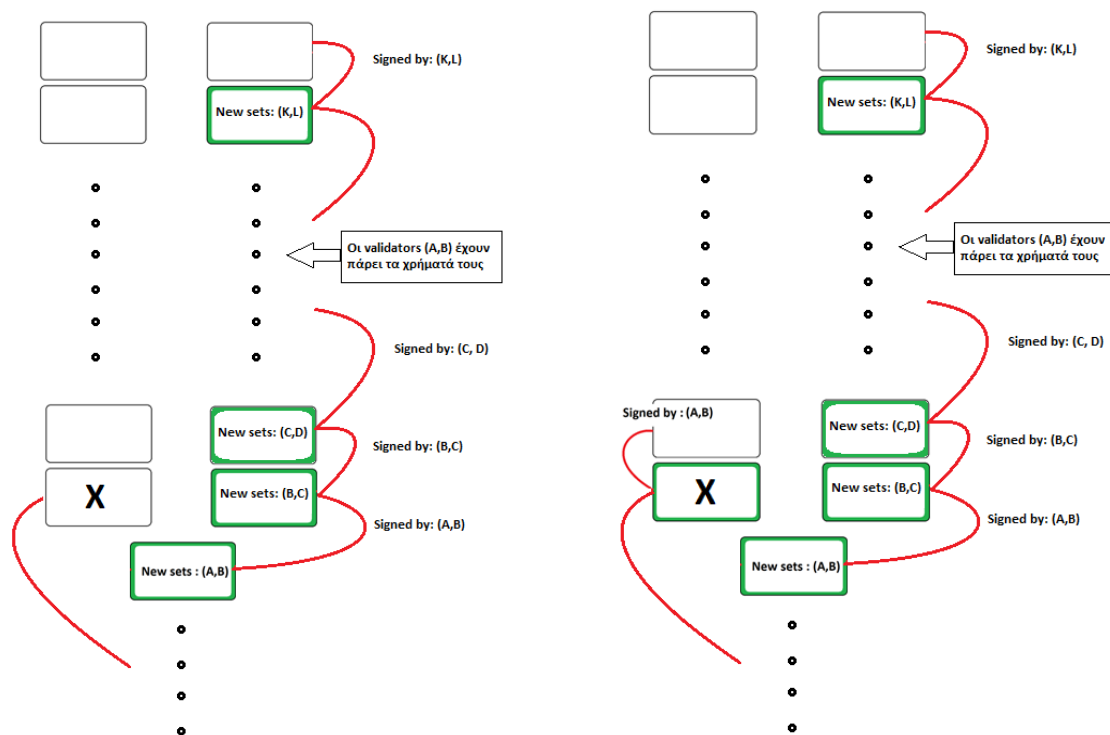 Signed by: (K,L)
New sets: (K,L)
Οι validators (A,B) έχουν
πάρει τα χρήματά τους
Signed by: (C, D)
New sets: (C,D)
Signed by: (B,C)
X
New sets: (B,C)
Signed by: (A,B)
New sets : (A,B)
Signed by: (K,L)
New sets: (K,L)
Οι validators (A,B) έχουν
πάρει τα χρήματά τους
Signed by: (C, D)
Signed by : (A,B)
New sets: (C,D)
Signed by: (B,C)
X
New sets: (B,C)
Signed by: (A,B)
New sets : (A,B)